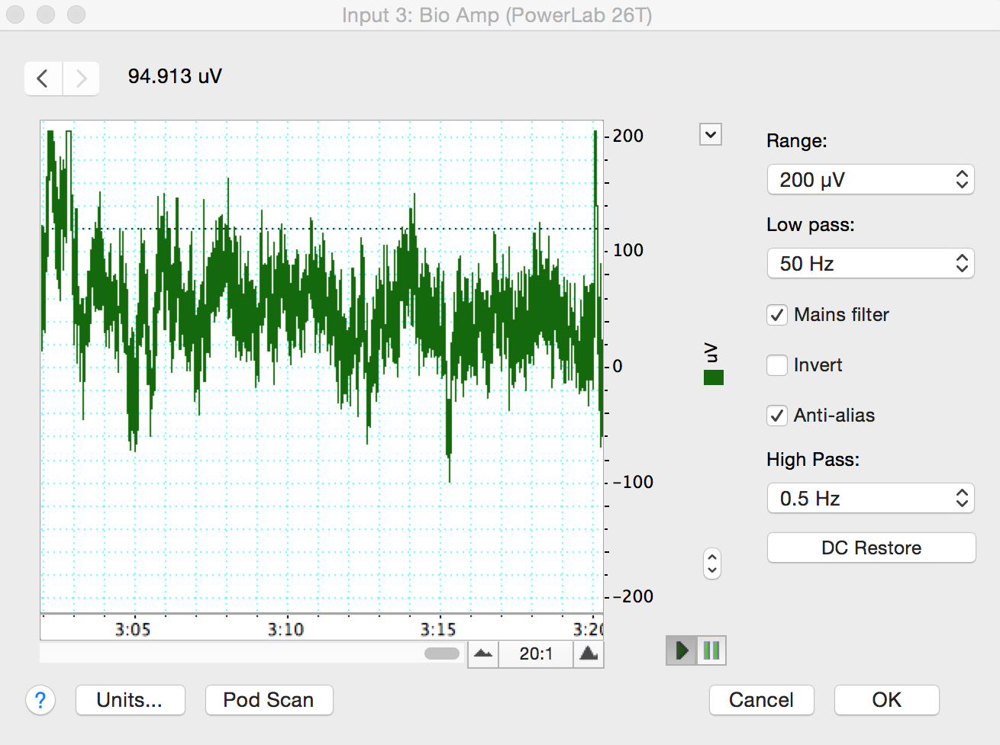 Input 3: Bio Amp (PowerLab 26T)
94.913 uV
200
100
0
-100
-200
uV
3:05 3:10 3:15 3:20
20:1
Range:
200 µV
Low pass:
50 Hz
Mains filter
Invert
Anti-alias
High Pass:
0.5 Hz
DC Restore
? Units... Pod Scan Cancel OK